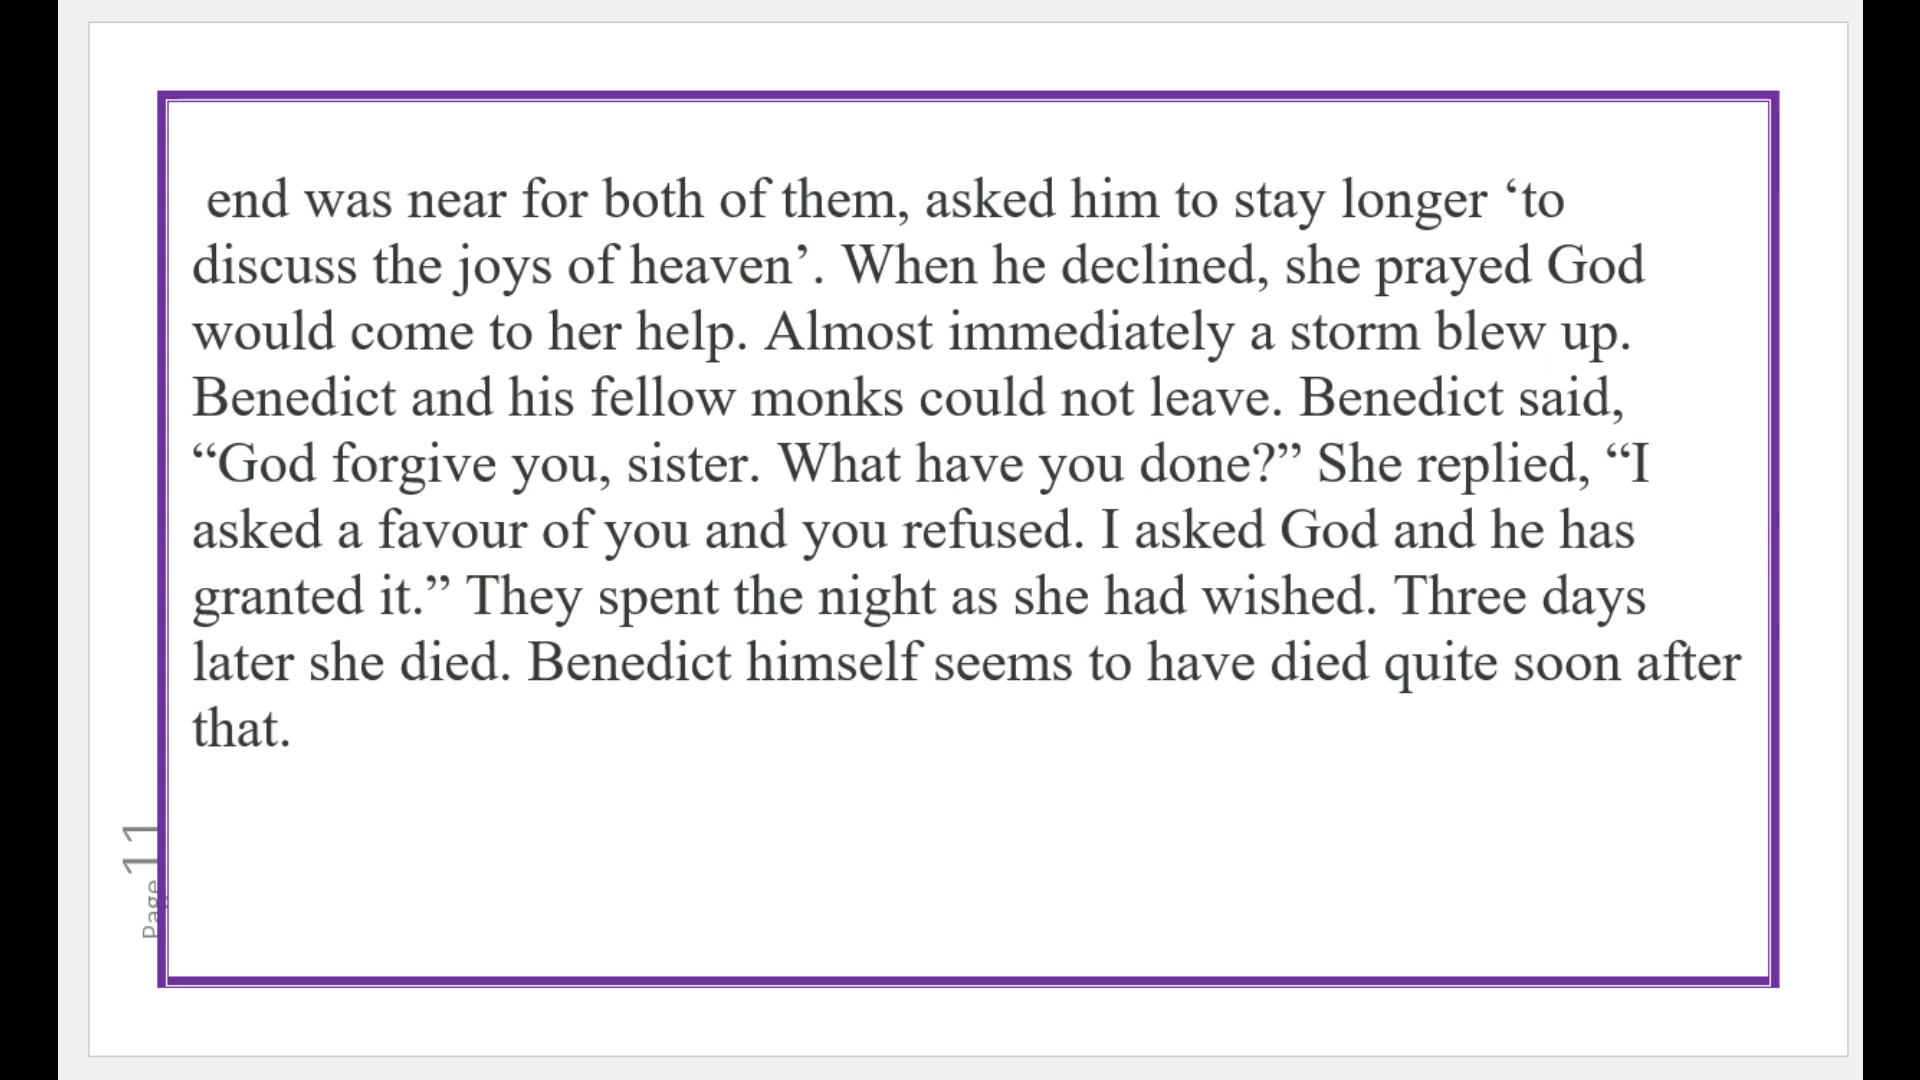 end was near for both of them, asked him to stay longer ‘to
discuss the joys of heaven’. When he declined, she prayed God
would come to her help. Almost immediately a storm blew up.
Benedict and his fellow monks could not leave. Benedict said,
“God forgive you, sister. What have you done?” She replied, “I
asked a favour of you and you refused. I asked God and he has
granted it.” They spent the night as she had wished. Three days
later she died. Benedict himself seems to have died quite soon after
that.
Page 11